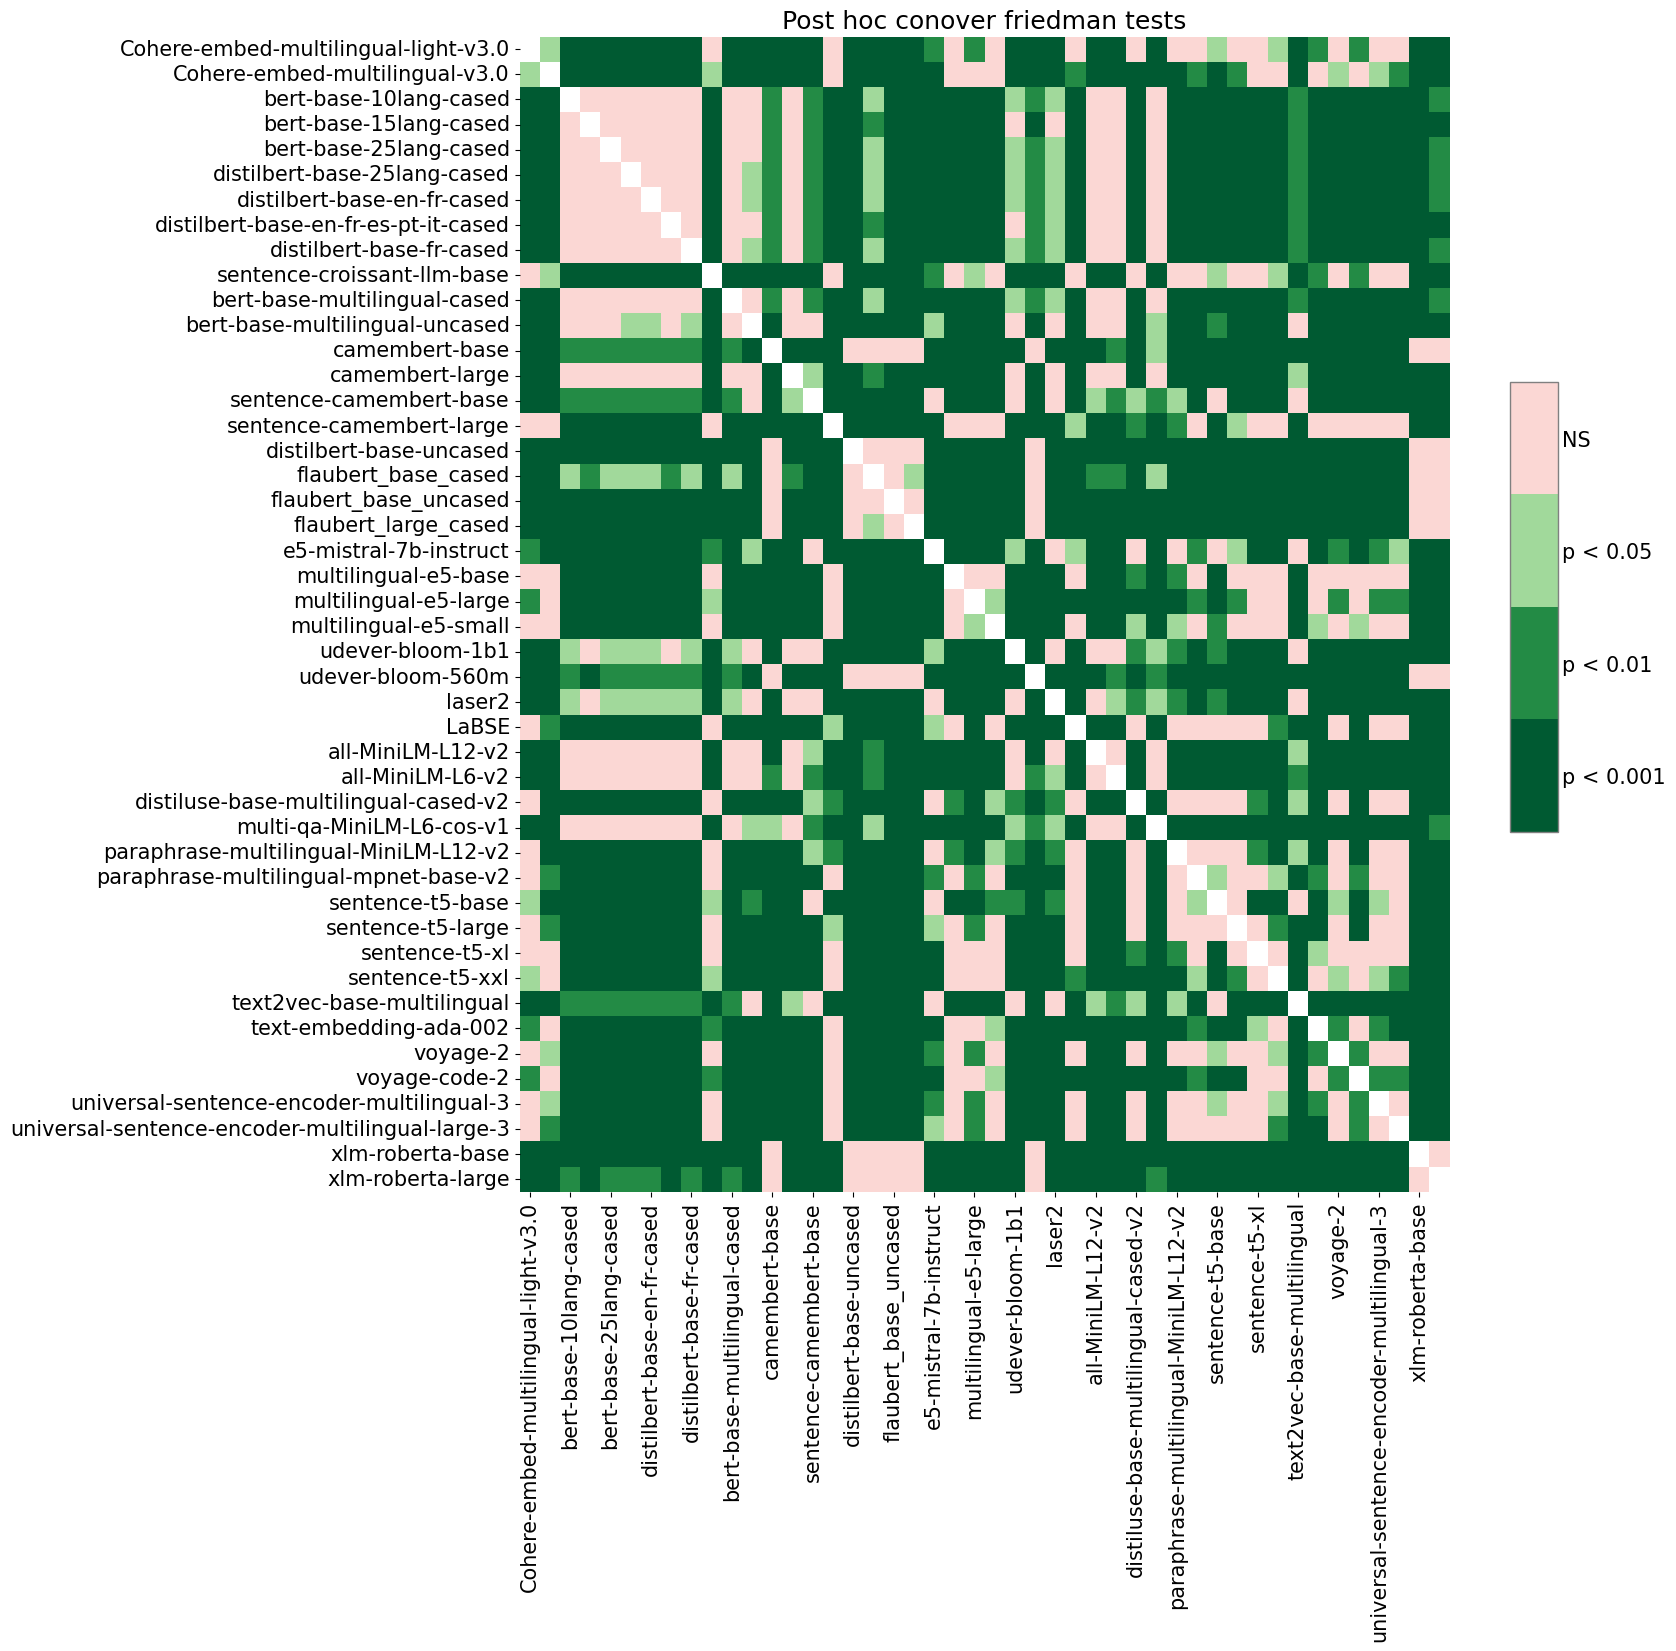 Post hoc conover friedman tests
Cohere-embed-multilingual-light-v3.0
Cohere-embed-multilingual-v3.0
bert-base-10lang-cased
bert-base-15lang-cased
bert-base-25lang-cased
distilbert-base-25lang-cased
distilbert-base-en-fr-cased
distilbert-base-en-fr-es-pt-it-cased
distilbert-base-fr-cased
sentence-croissant-llm-base
bert-base-multilingual-cased
bert-base-multilingual-uncased
camembert-base
camembert-large
sentence-camembert-base
sentence-camembert-large
distilbert-base-uncased
flaubert_base_cased
flaubert_base_uncased
flaubert_large_cased
e5-mistral-7b-instruct
multilingual-e5-base
multilingual-e5-large
multilingual-e5-small
udever-bloom-1b1
udever-bloom-560m
laser2
LaBSE
all-MiniLM-L12-v2
all-MiniLM-L6-v2
distiluse-base-multilingual-cased-v2
multi-qa-MiniLM-L6-cos-v1
paraphrase-multilingual-MiniLM-L12-v2
paraphrase-multilingual-mpnet-base-v2
sentence-t5-base
sentence-t5-large
sentence-t5-xl
sentence-t5-xxl
text2vec-base-multilingual
text-embedding-ada-002
voyage-2
voyage-code-2
universal-sentence-encoder-multilingual-3
universal-sentence-encoder-multilingual-large-3
xlm-roberta-base
xlm-roberta-large
Cohere-embed-multilingual-light-v3.0
bert-base-10lang-cased
bert-base-25lang-cased
distilbert-base-en-fr-cased
distilbert-base-fr-cased
bert-base-multilingual-cased
camembert-base
sentence-camembert-base
distilbert-base-uncased
flaubert_base_uncased
e5-mistral-7b-instruct
multilingual-e5-large
udever-bloom-1b1
laser2
all-MiniLM-L12-v2
distiluse-base-multilingual-cased-v2
paraphrase-multilingual-MiniLM-L12-v2
sentence-t5-base
sentence-t5-xl
text2vec-base-multilingual
voyage-2
universal-sentence-encoder-multilingual-3
xlm-roberta-base
NS
p < 0.05
p < 0.01
p < 0.001